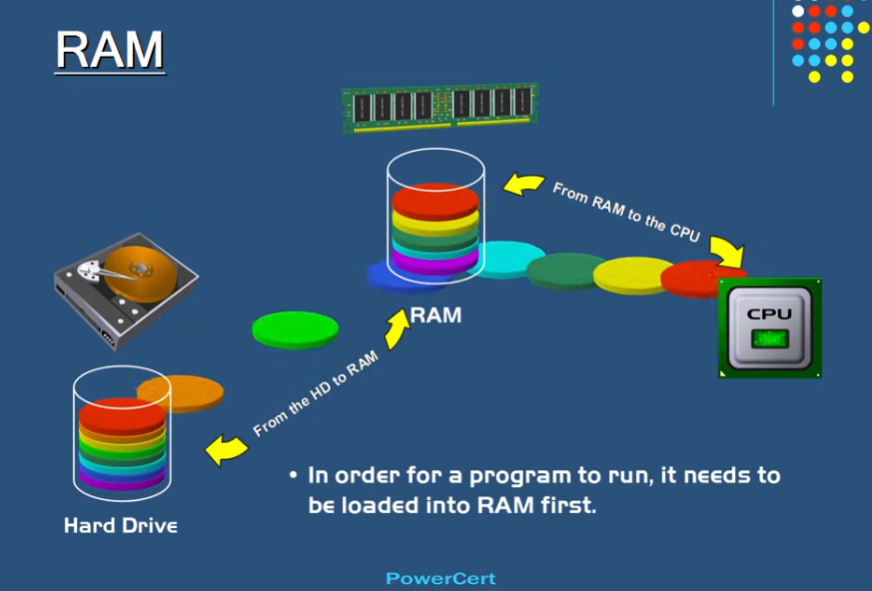 RAM
From RAM to the CPU
CPU
RAM
From the HD to RAM
• In order for a program to run, it needs to
be loaded into RAM first.
Hard Drive
PowerCert